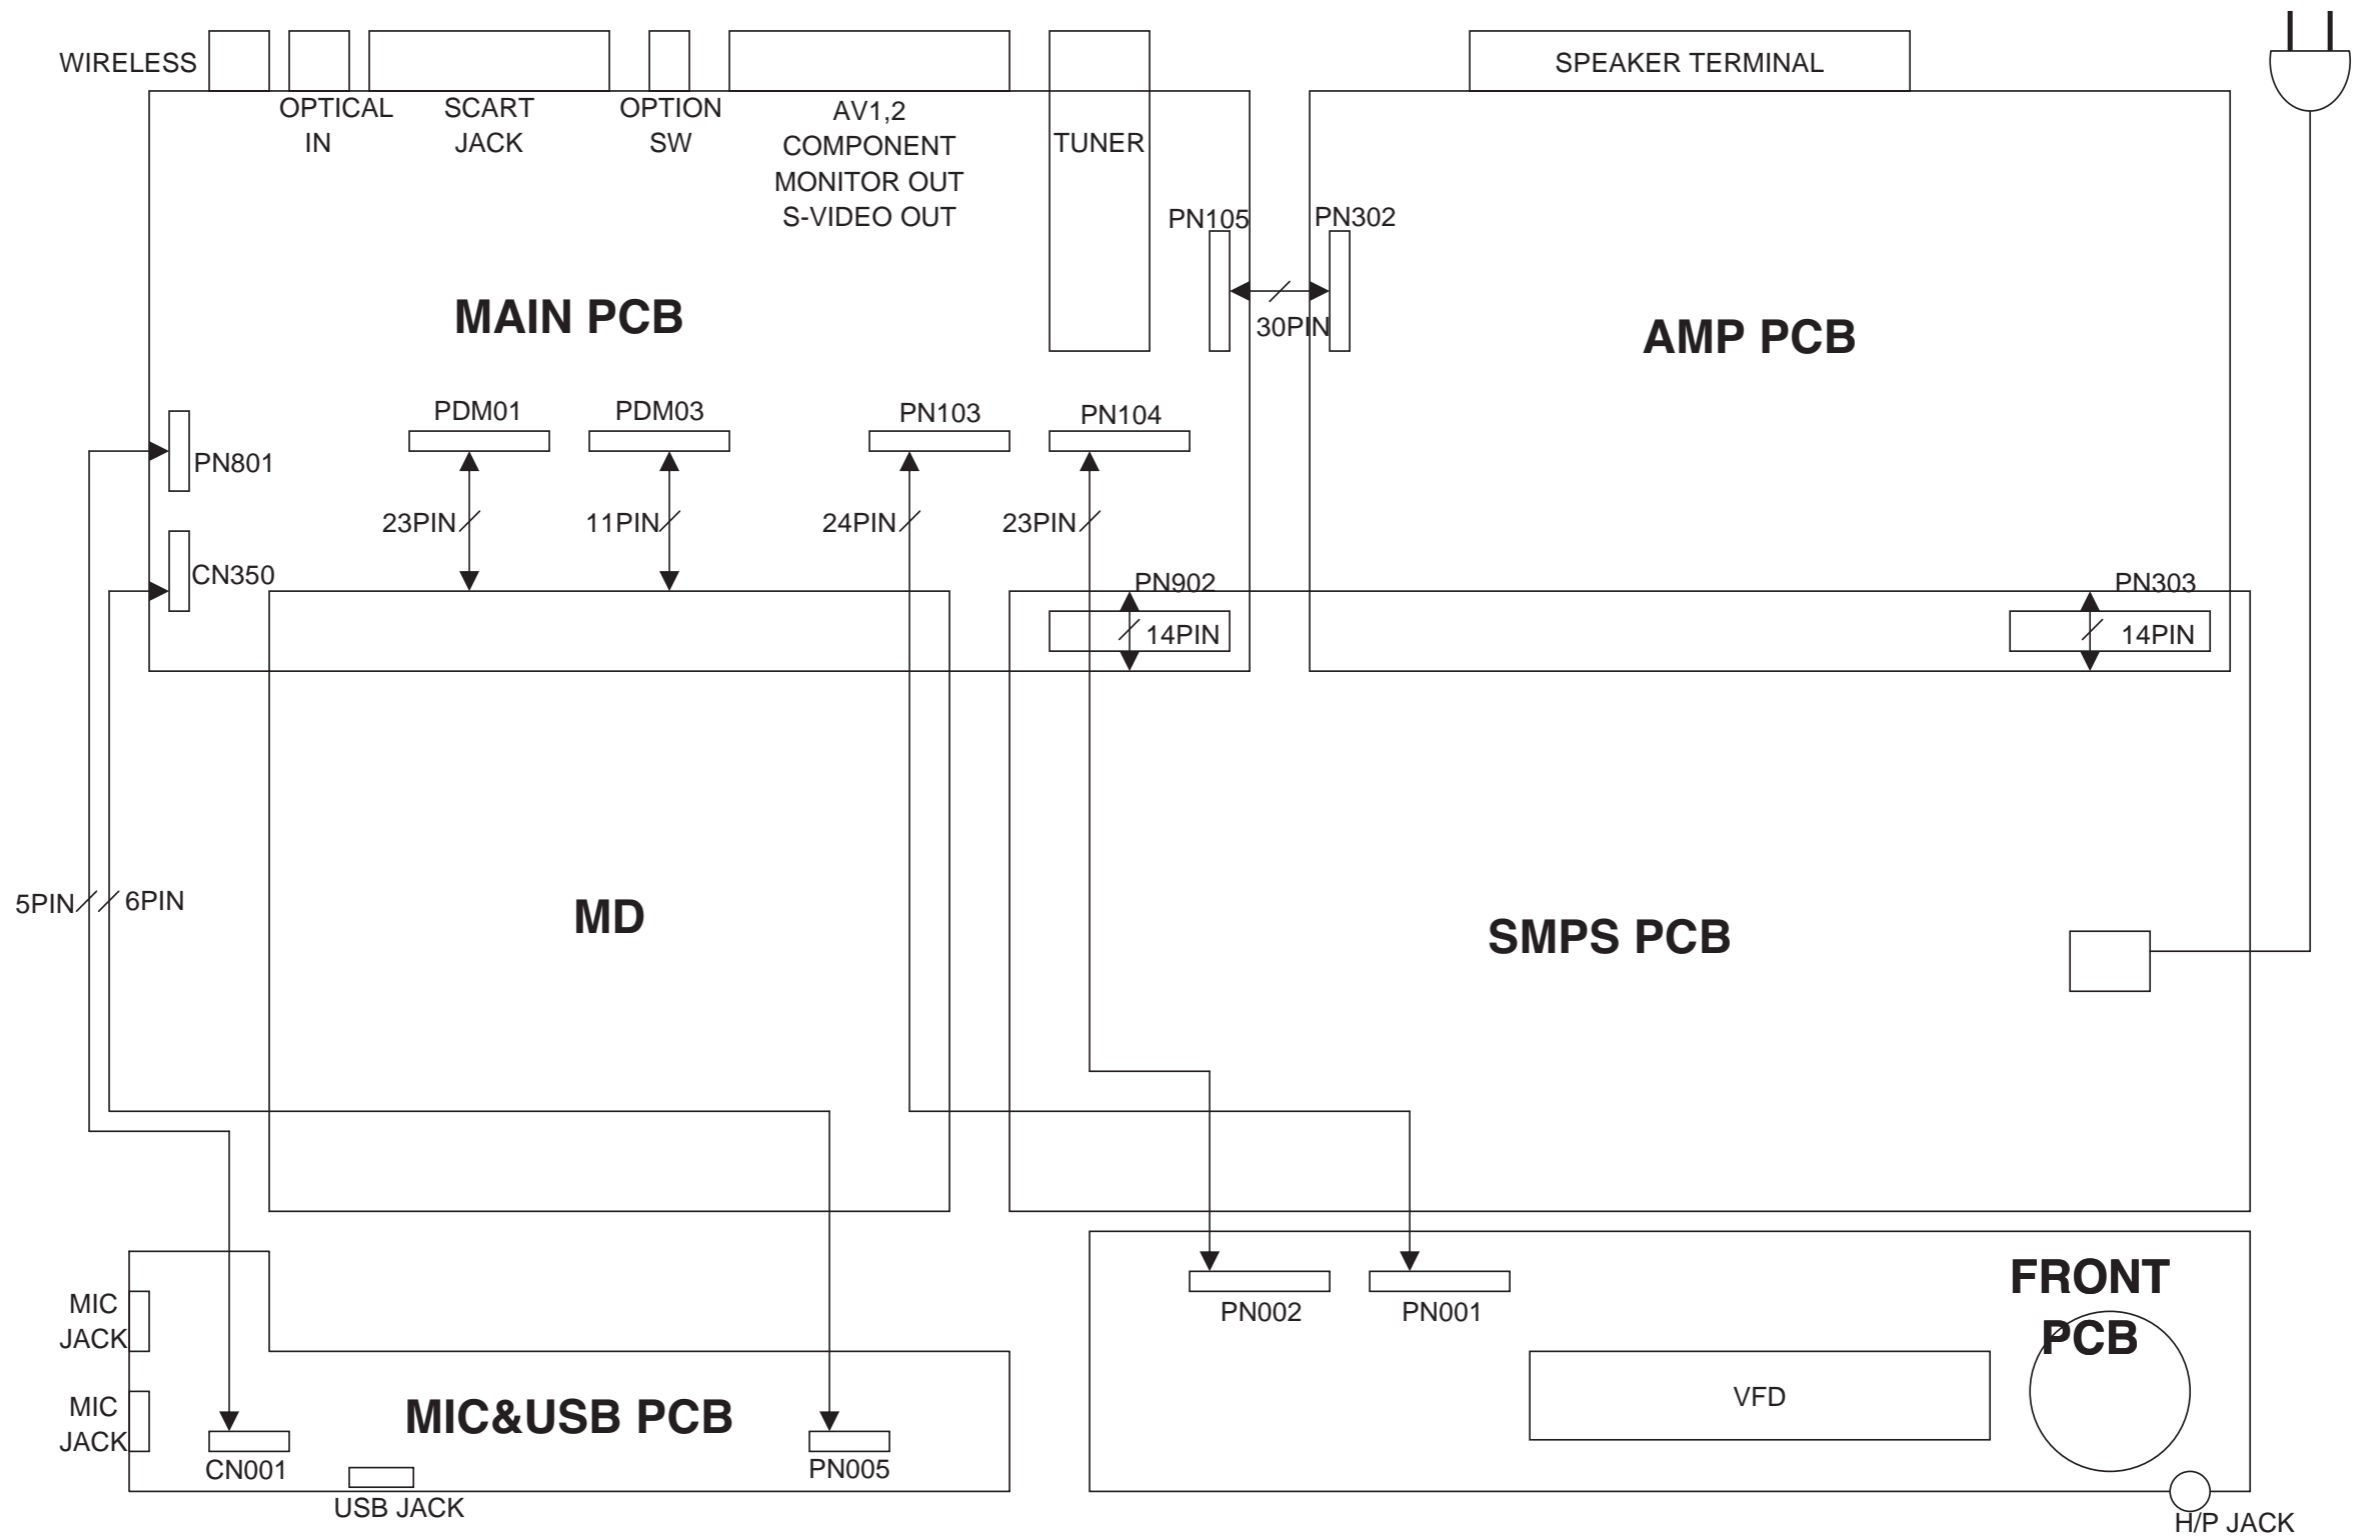 WIRELESS
OPTICAL
IN
SCART
JACK
OPTION
SW
AV1,2
COMPONENT
MONITOR OUT
S-VIDEO OUT
TUNER
SPEAKER TERMINAL
PN105
PN302
30PIN
MAIN PCB
AMP PCB
PDM01
PDM03
PN103
PN104
PN801
23PIN
11PIN
24PIN
23PIN
CN350
PN902
14PIN
PN303
14PIN
5PIN
6PIN
MD
SMPS PCB
MIC
JACK
MIC
JACK
MIC&USB PCB
CN001
PN005
USB JACK
PN002
PN001
FRONT
PCB
VFD
H/P JACK